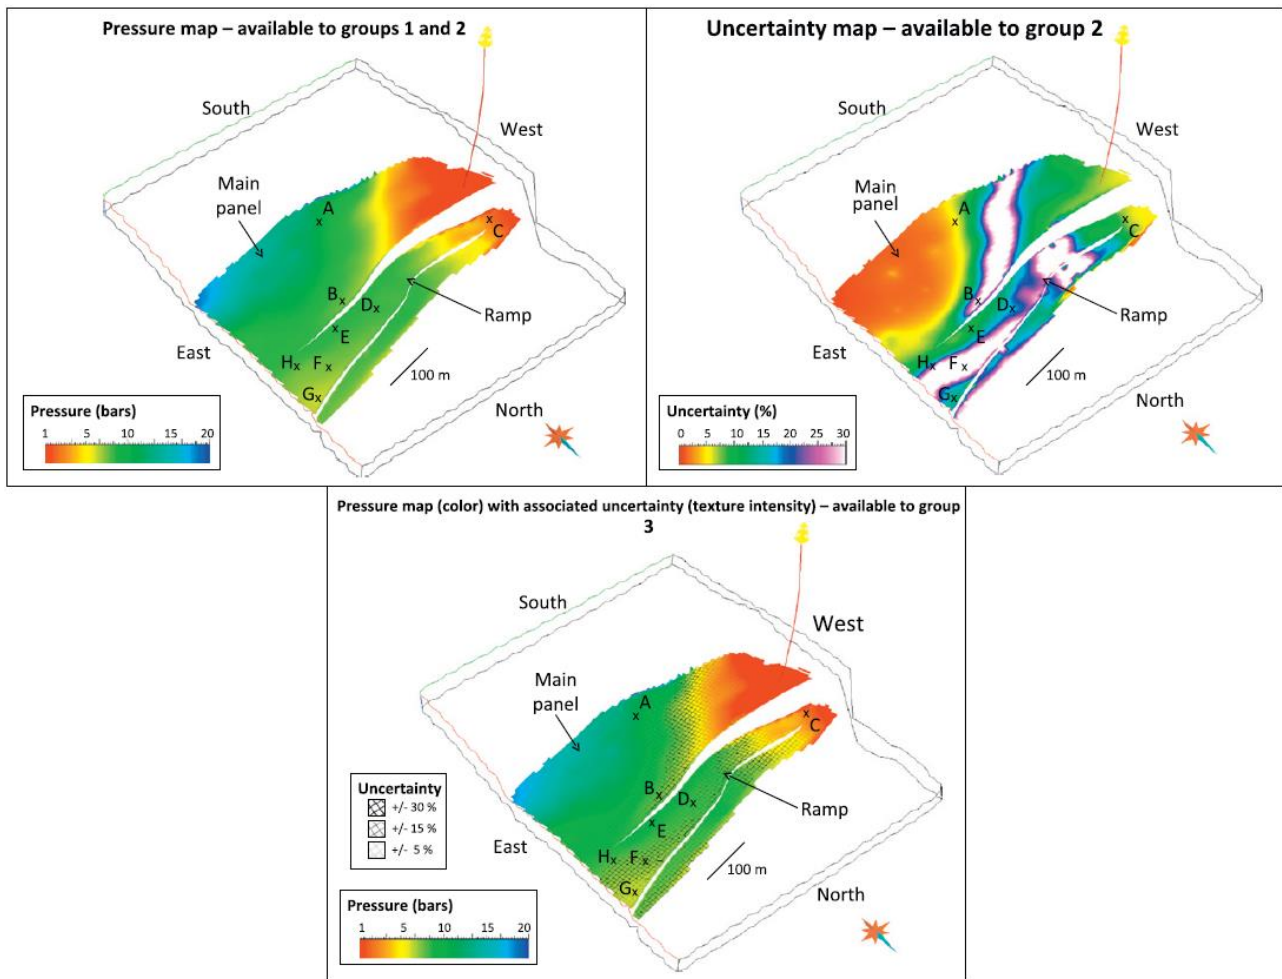 Pressure map – available to groups 1 and 2
South
West
Main
panel
A
C
B x
D x
x E
Ramp
East
H x
F x
G x
100 m
North
Pressure (bars)
1 5 10 15 20
Uncertainty map – available to group 2
South
West
Main
panel
A
C
B x
D x
x E
Ramp
East
H x
F x
G x
100 m
North
Uncertainty (%)
0 5 10 15 20 25 30
Pressure map (color) with associated uncertainty (texture intensity) – available to group
3
South
West
Main
panel
A
C
B x
D x
x E
Ramp
Uncertainty
+/- 30 %
+/- 15 %
+/- 5 %
East
H x
F x
G x
100 m
North
Pressure (bars)
1 5 10 15 20